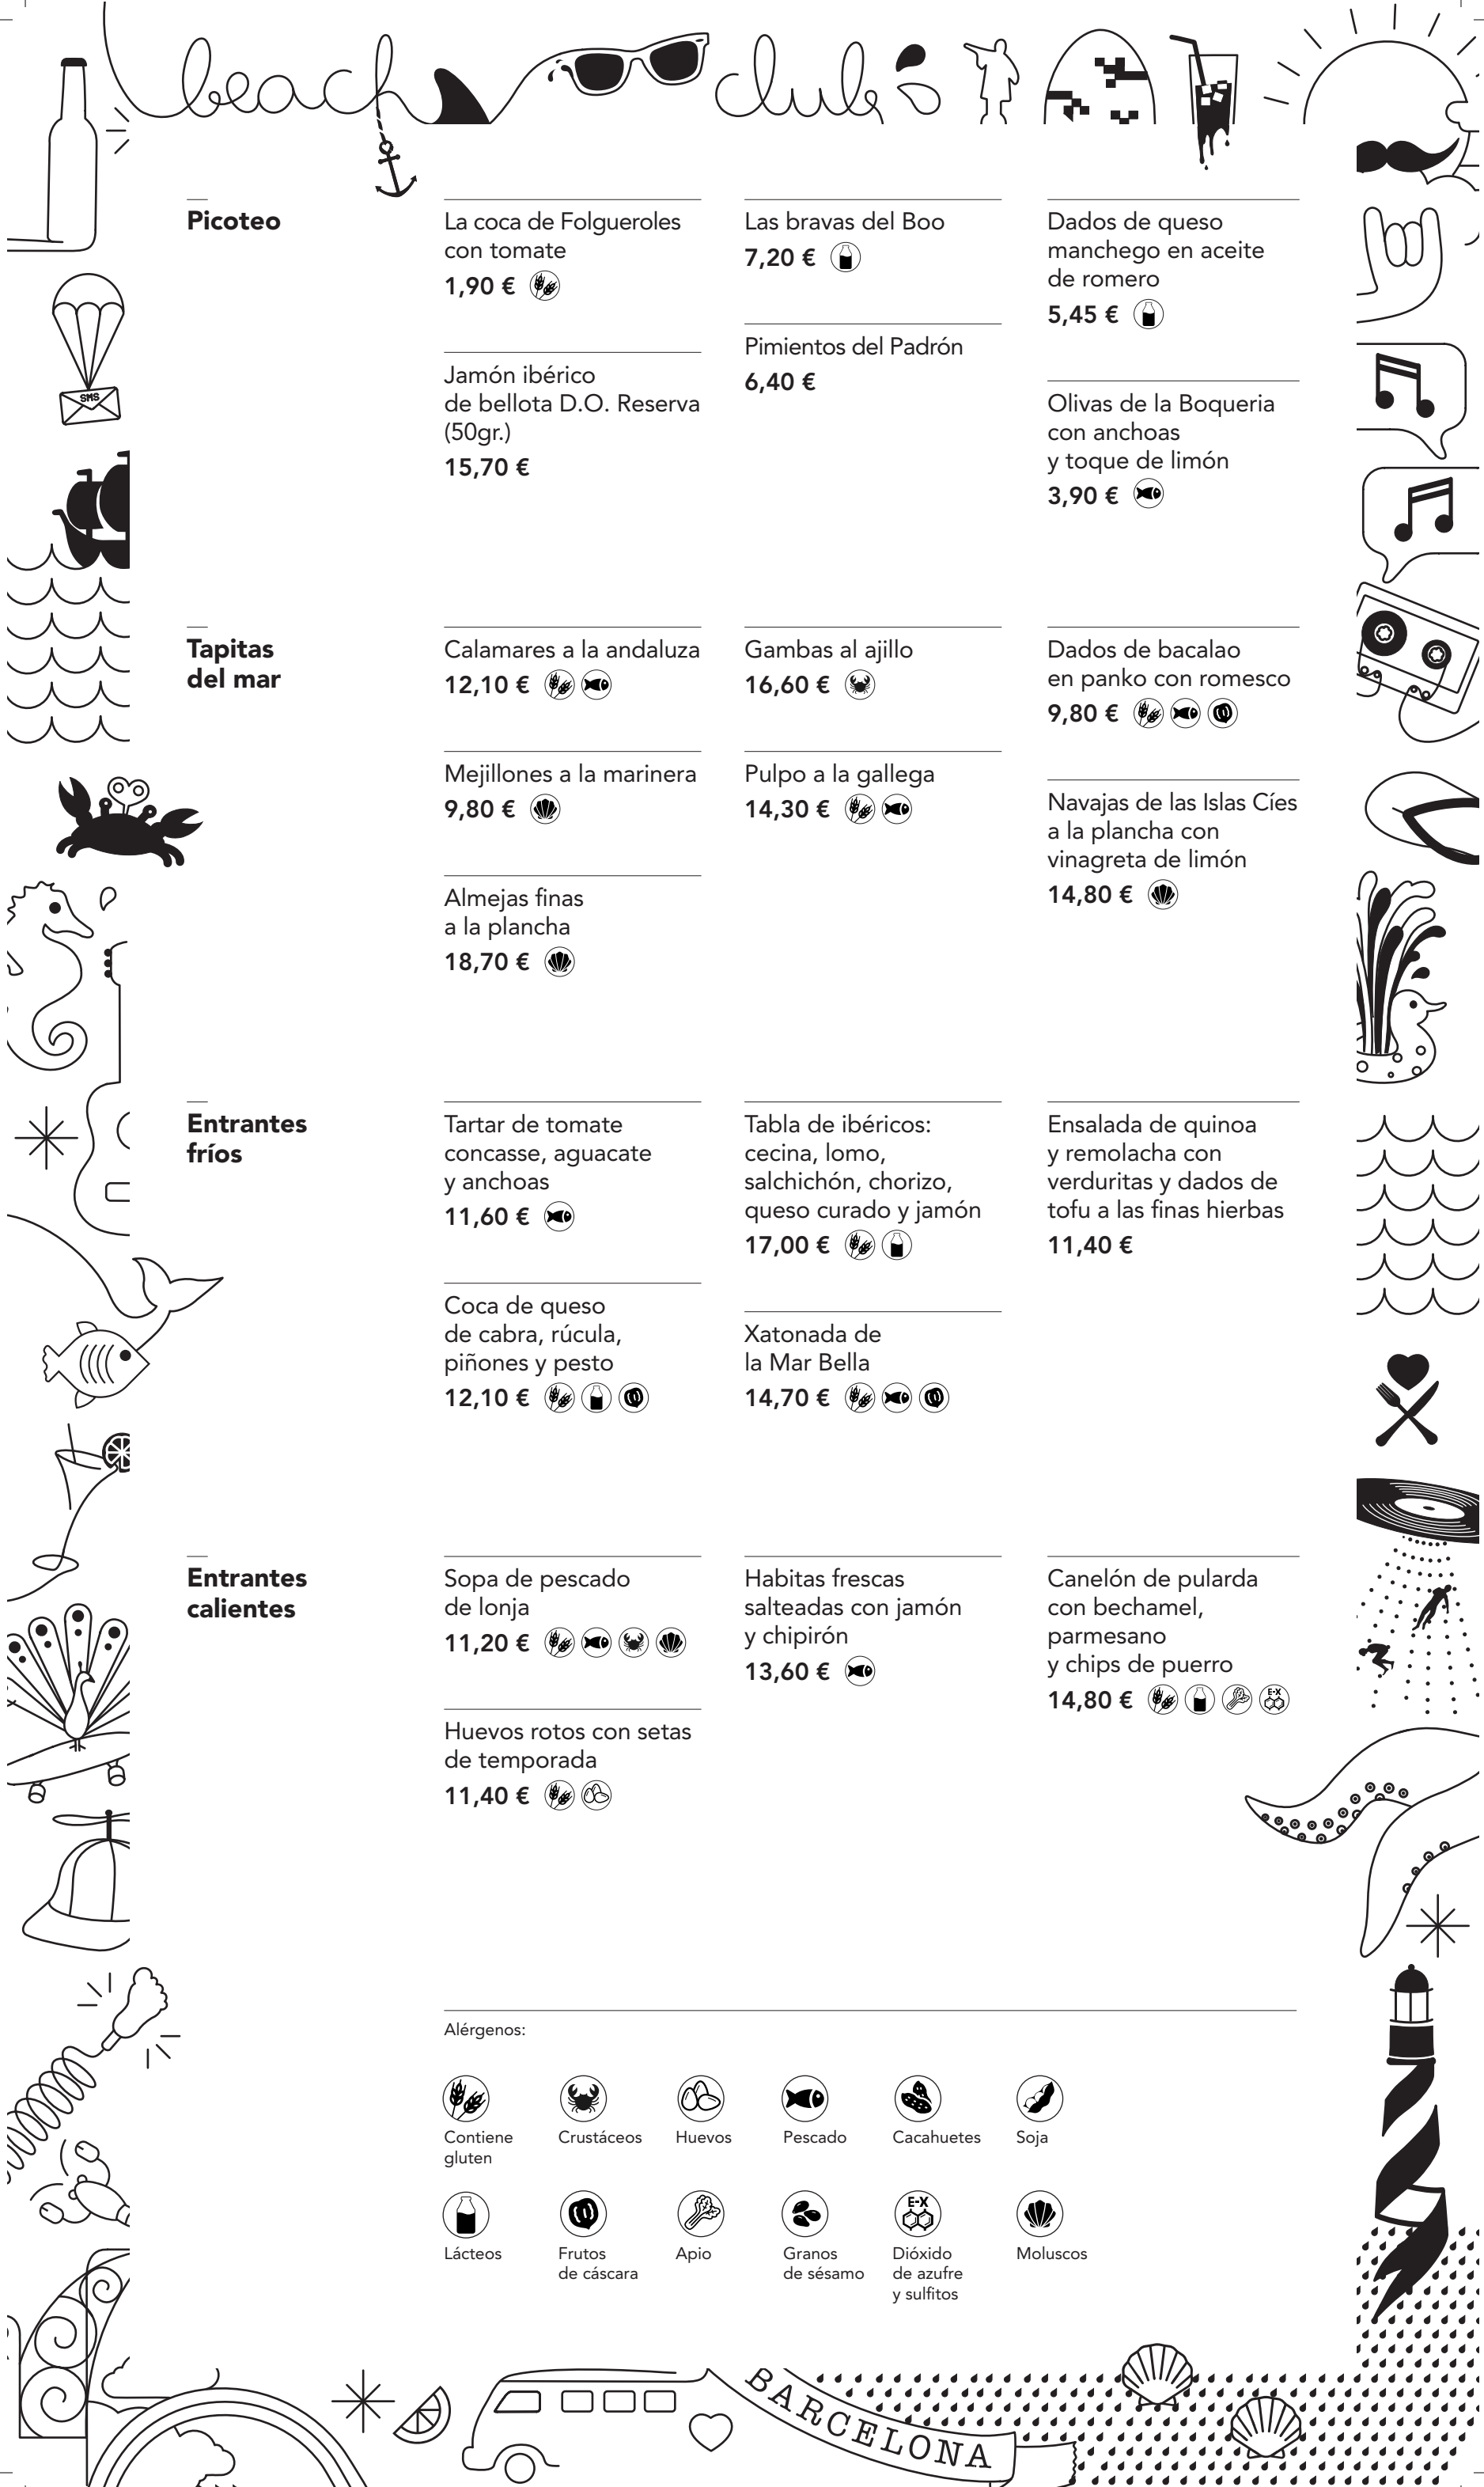 beach club
SMS
Picoteo
La coca de Folgueroles
con tomate
1,90 €
Jamón ibérico
de bellota D.O. Reserva
(50gr.)
15,70 €
Las bravas del Boo
7,20 €
Pimientos del Padrón
6,40 €
Dados de queso
manchego en aceite
de romero
5,45 €
Olivas de la Boqueria
con anchoas
y toque de limón
3,90 €
Tapitas
del mar
Calamares a la andaluza
12,10 €
Mejillones a la marinera
9,80 €
Almejas finas
a la plancha
18,70 €
Gambas al ajillo
16,60 €
Pulpo a la gallega
14,30 €
Dados de bacalao
en panko con romesco
9,80 €
Navajas de las Islas Cíes
a la plancha con
vinagreta de limón
14,80 €
Entrantes
fríos
Tartar de tomate
concasse, aguacate
y anchoas
11,60 €
Coca de queso
de cabra, rúcula,
piñones y pesto
12,10 €
Tabla de ibéricos:
cecina, lomo,
salchichón, chorizo,
queso curado y jamón
17,00 €
Xatonada de
la Mar Bella
14,70 €
Ensalada de quinoa
y remolacha con
verduritas y dados de
tofu a las finas hierbas
11,40 €
Entrantes
calientes
Sopa de pescado
de lonja
11,20 €
Huevos rotos con setas
de temporada
11,40 €
Habitas frescas
salteadas con jamón
y chipirón
13,60 €
Canelón de pularda
con bechamel,
parmesano
y chips de puerro
14,80 €
E-X
Alérgenos:
Contiene
gluten
Crustáceos
Huevos
Pescado
Cacahuetes
Soja
Lácteos
Frutos
de cáscara
Apio
Granos
de sésamo
E-X
Dióxido
de azufre
y sulfitos
Moluscos
BARCELONA